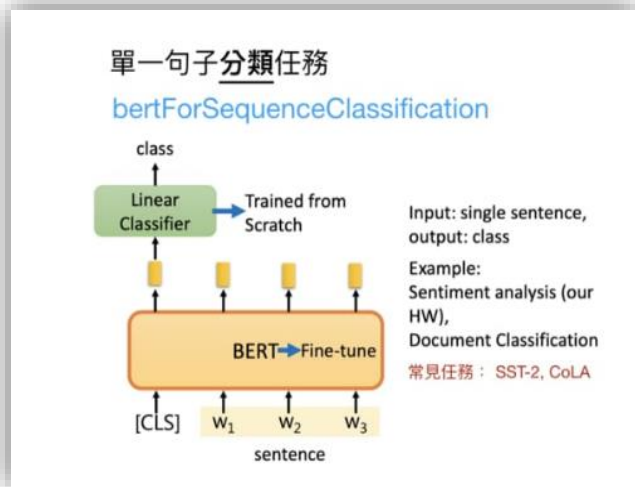 單一句子分類任務
bertForSequenceClassification
class
Linear
Classifier
Trained from
Scratch
Input: single sentence,
output: class
Example:
Sentiment analysis (our
HW),
Document Classification
常見任務： SST-2, CoLA
BERT Fine-tune
[CLS] w1 w2 w3
sentence